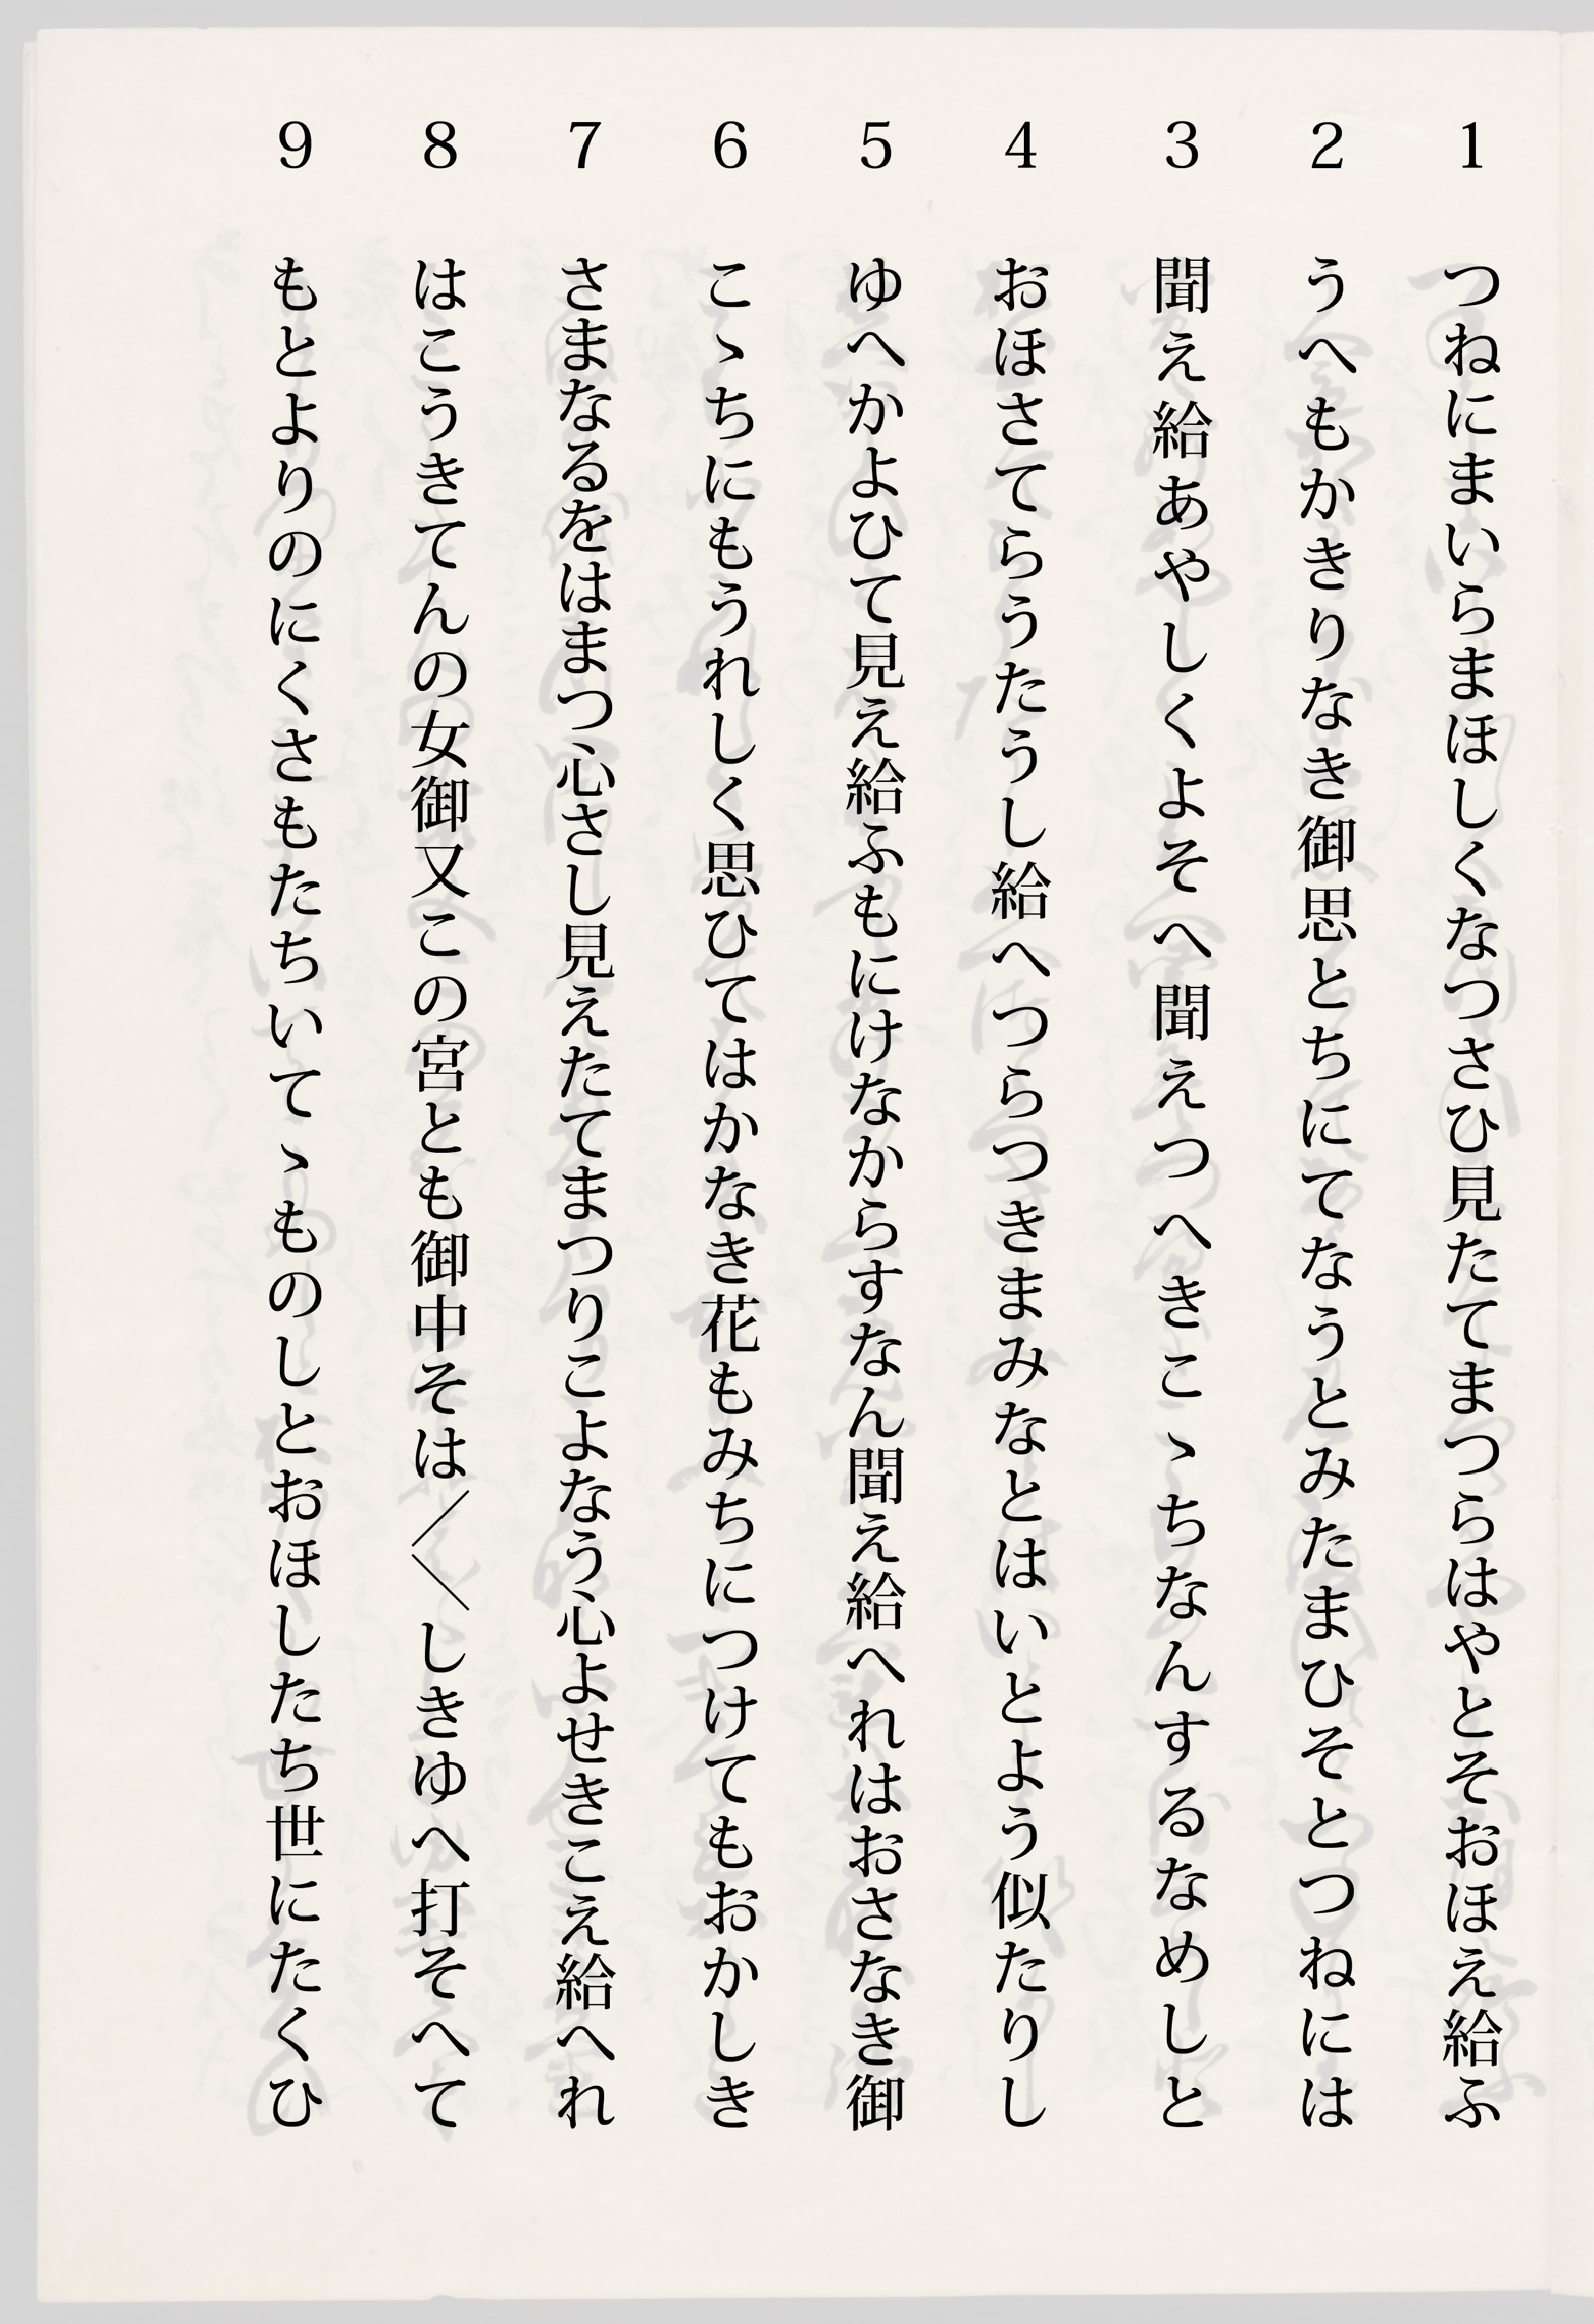 1 つねにまいらまほしくなつさひ見たてまつらはやとそおほえ給ふ
2 うへもかきりなき御思とちにてなうとみたまひそとつねには
3 聞え給あやしくよそへ聞えつへきこゝちなんするなめしと
4 おほさてらうたうし給へつらつきまみなとはいとよう似たりし
5 ゆへかよひて見え給ふもにけなからすなん聞え給へれはおさなき御
6 こゝちにもうれしく思ひてはかなき花もみちにつけてもおかしき
7 さまなるをはまつ心さし見えたてまつりこよなう心よせきこえ給へれ
8 はこうきてんの女御又この宮とも御中そは／＼しきゆへ打そへて
9 もとよりのにくさもたちいてゝものしとおほしたち世にたくひ